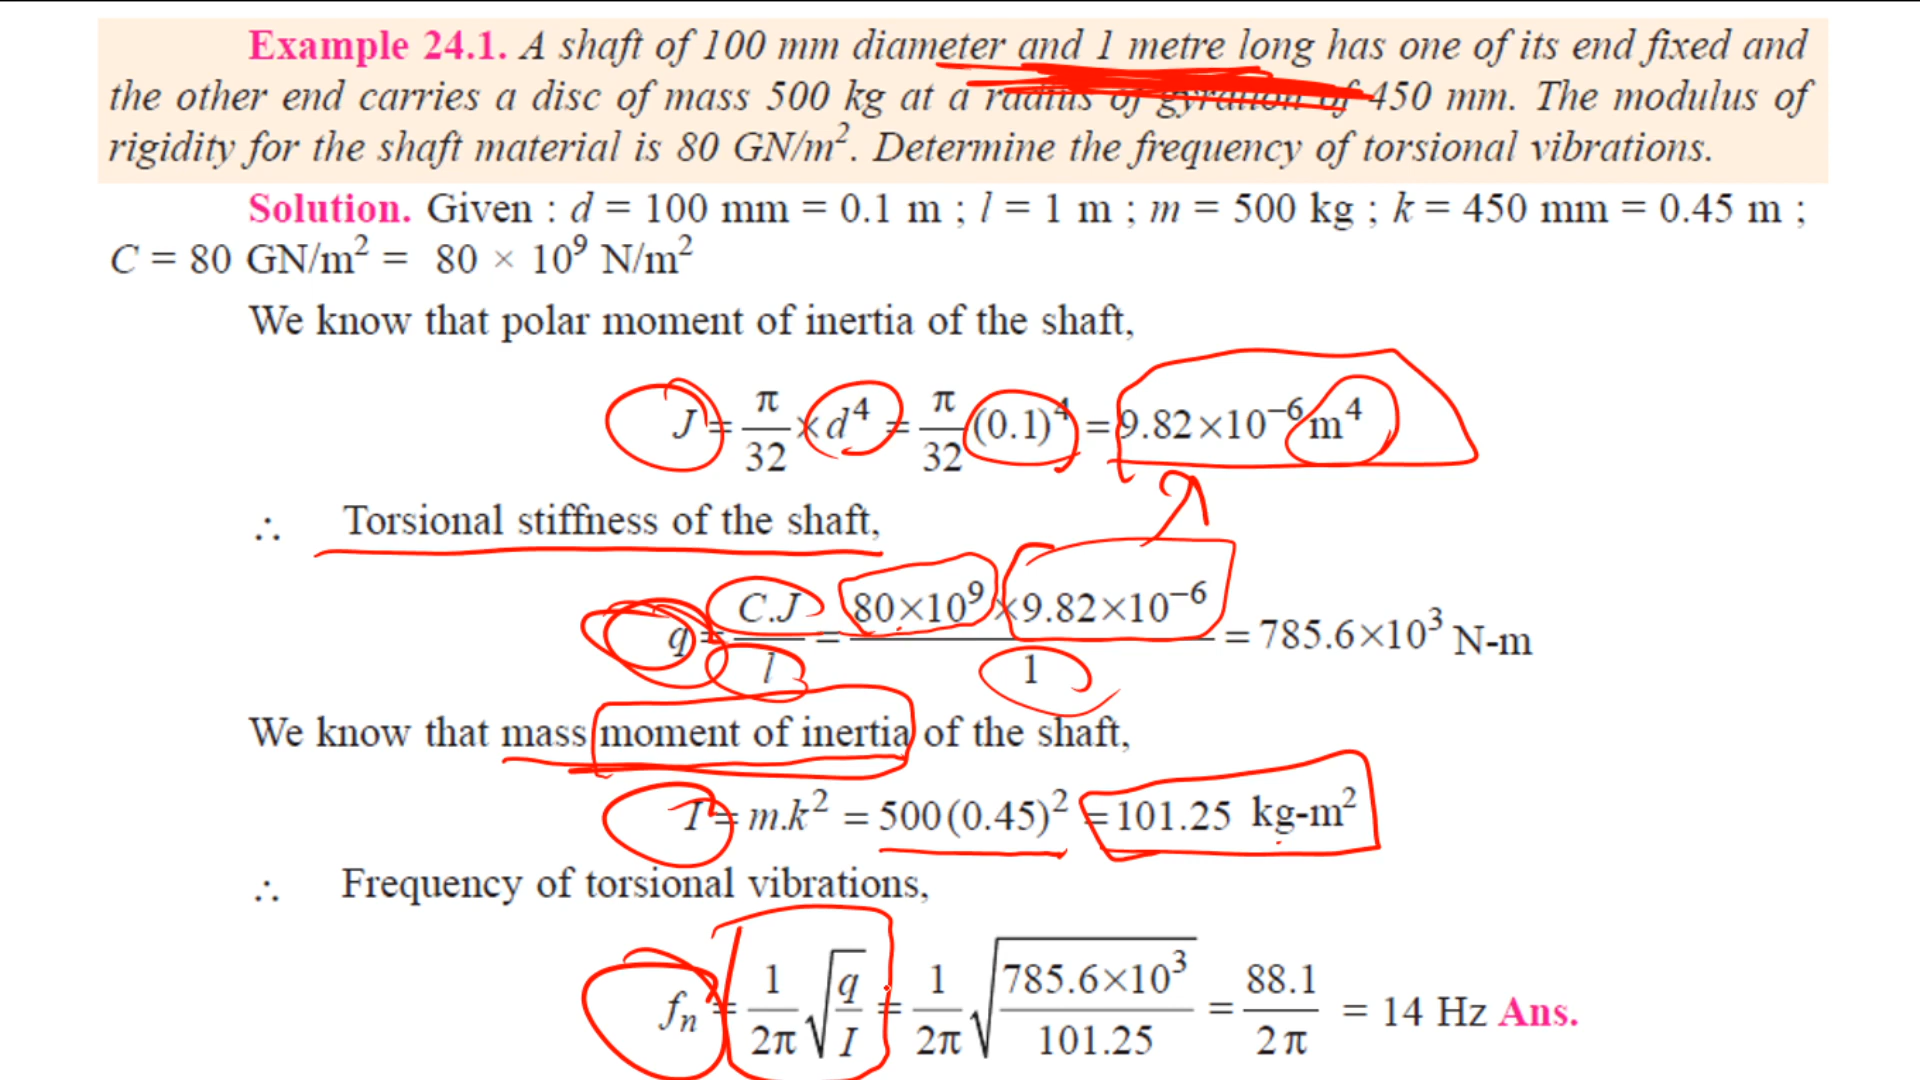 Example 24.1. A shaft of 100 mm diameter and 1 metre long has one of its end fixed and
the other end carries a disc of mass 500 kg at a radius of gyration of 450 mm. The modulus of
rigidity for the shaft material is 80 GN/m². Determine the frequency of torsional vibrations.
Solution. Given : d = 100 mm = 0.1 m ; l = 1 m ; m = 500 kg ; k = 450 mm = 0.45 m ;
C = 80 GN/m² = 80 × 10⁹ N/m²
We know that polar moment of inertia of the shaft,
J = π/32 × d⁴ = π/32 (0.1)⁴ = 9.82×10⁻⁶ m⁴
∴ Torsional stiffness of the shaft,
q = C.J/l = 80×10⁹ × 9.82×10⁻⁶/1 = 785.6×10³ N-m
We know that mass moment of inertia of the shaft,
I = m.k² = 500(0.45)² = 101.25 kg-m²
∴ Frequency of torsional vibrations,
fₙ = 1/2π √(q/I) = 1/2π √(785.6×10³/101.25) = 88.1/2π = 14 Hz Ans.